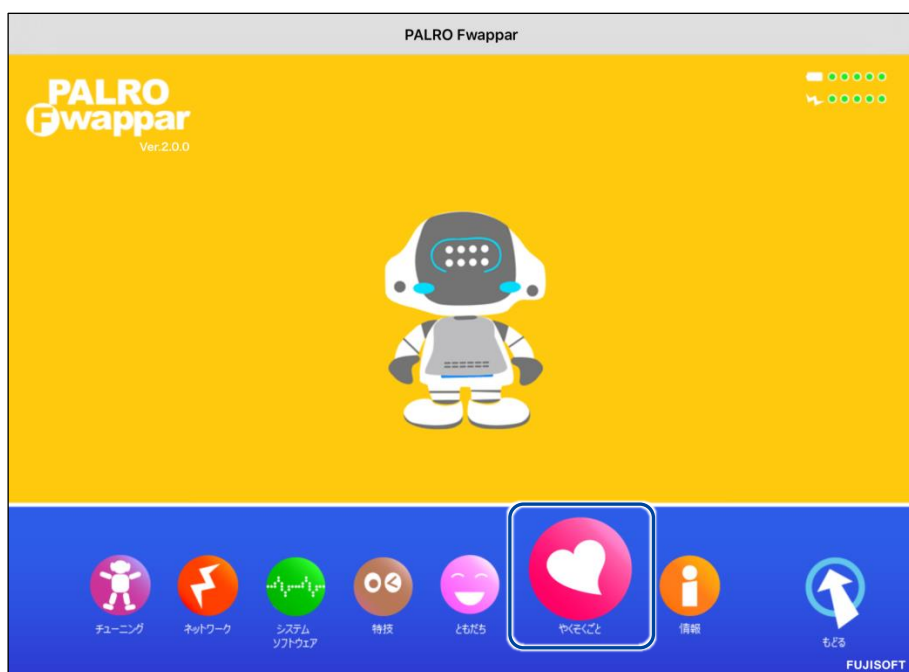 PALRO Fwappar
PALRO
Fwappar
Ver.2.0.0
チューニング
ネットワーク
システム
ソフトウェア
特技
ともだち
やくそくごと
情報
もどる
FUJISOFT